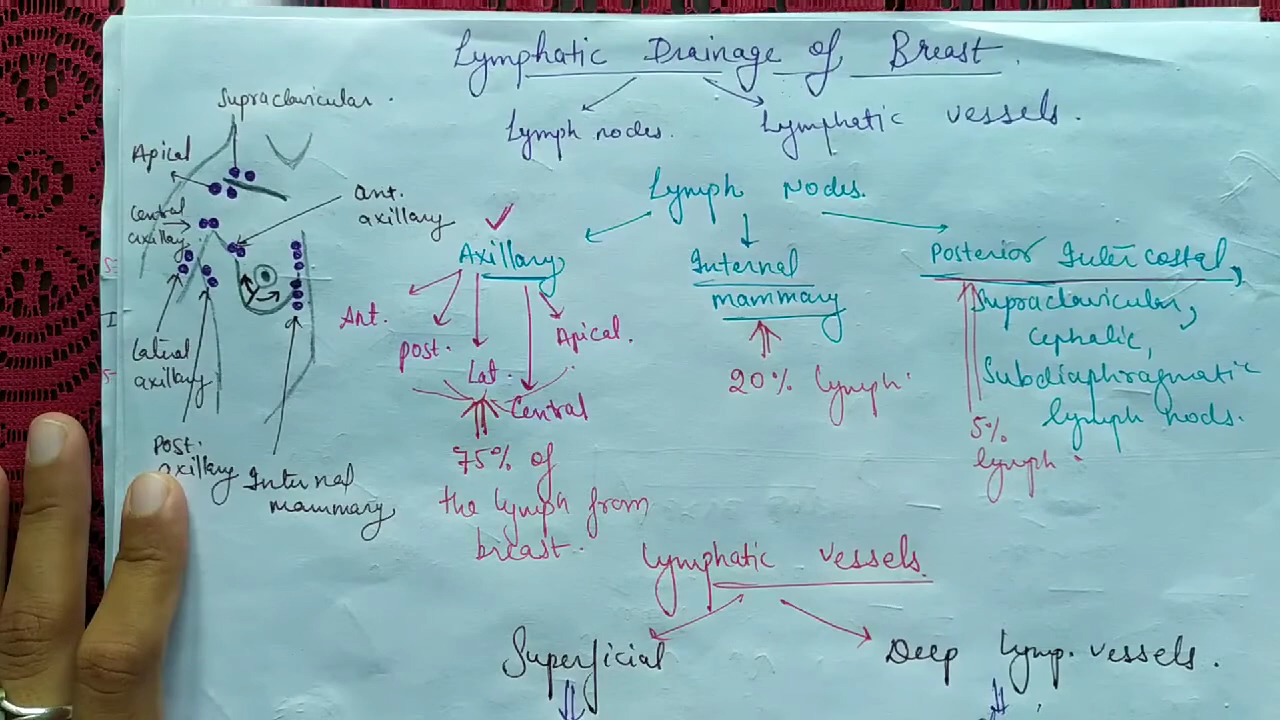 Lymphatic Drainage of Breast.
Lymph nodes.
Lymphatic vessels.
Supraclavicular.
Apical
Central
axillary
ant.
axillary
Lateral
axillary
Post.
axillary
Internal
mammary
Lymph Nodes.
Axillary
Ant.
post.
Lat.
Central
Apical.
75% of
the lymph from
breast.
Internal
mammary
20% lymph.
Posterior Intercostal,
Supraclavicular,
Cephalic,
Subdiaphragmatic
lymph nods.
5%
lymph
Lymphatic vessels.
Superficial
Deep lymp. vessels.